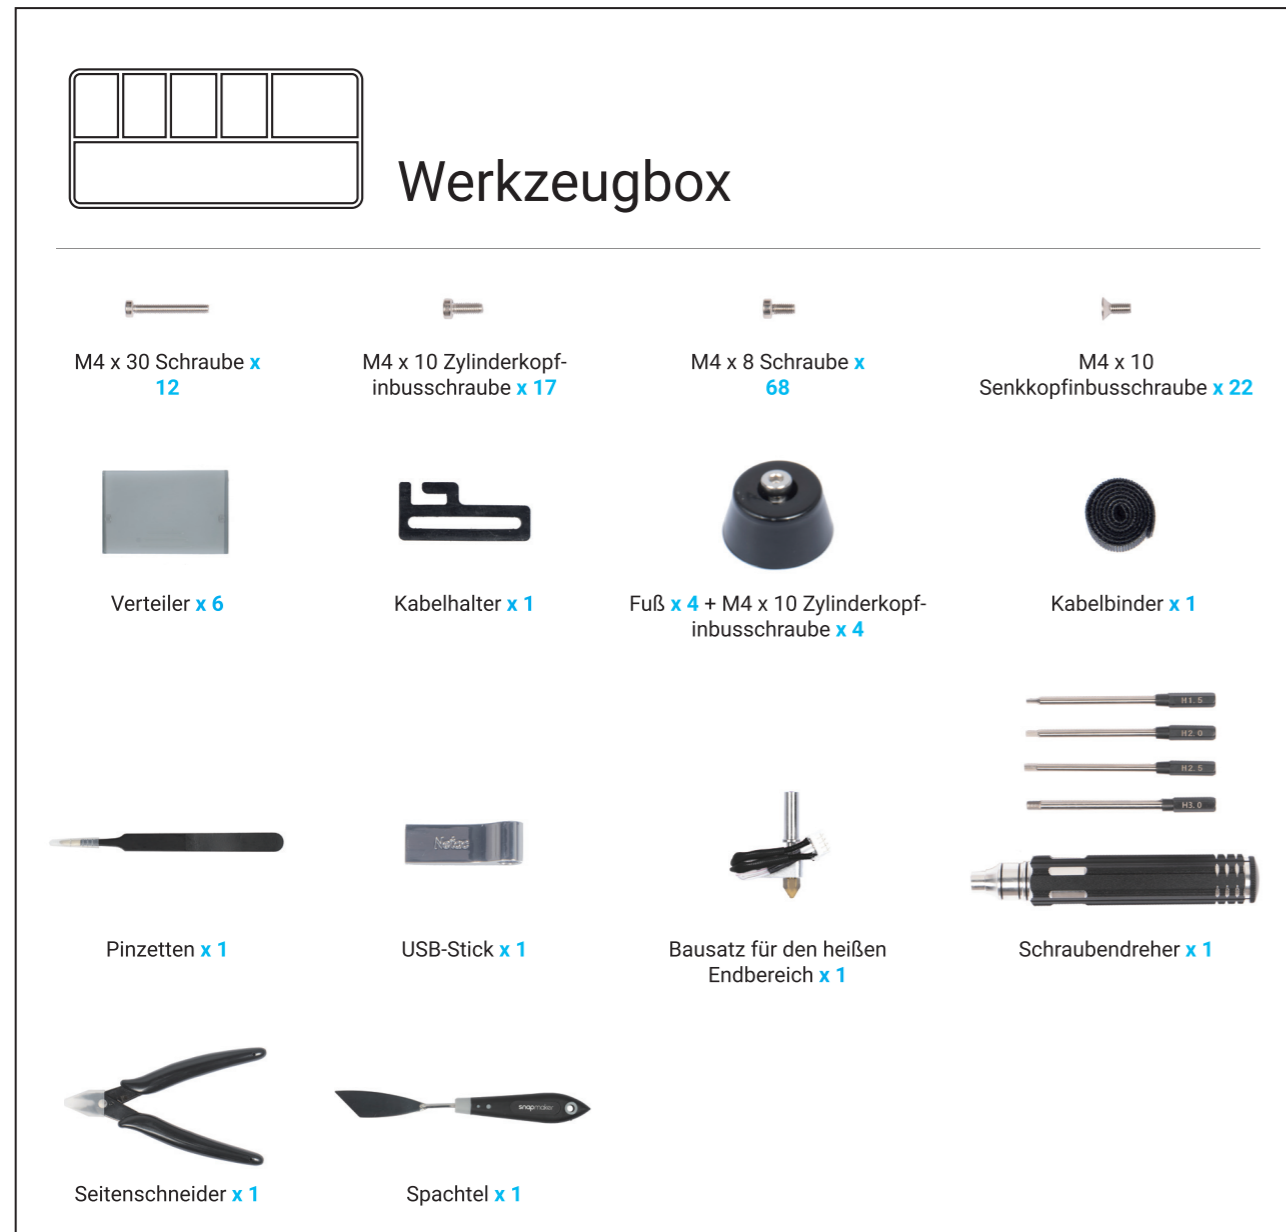 Werkzeugbox
M4 x 30 Schraube x
12
M4 x 10 Zylinderkopf-
inbusschraube x 17
M4 x 8 Schraube x
68
M4 x 10
Senkkopfinbusschraube x 22
Verteiler x 6
Kabelhalter x 1
Fuß x 4 + M4 x 10 Zylinderkopf-
inbusschraube x 4
Kabelbinder x 1
H1.5
H2.0
H2.5
H3.0
Pinzetten x 1
USB-Stick x 1
Bausatz für den heißen
Endbereich x 1
Schraubendreher x 1
snapmaker
Seitenschneider x 1
Spachtel x 1